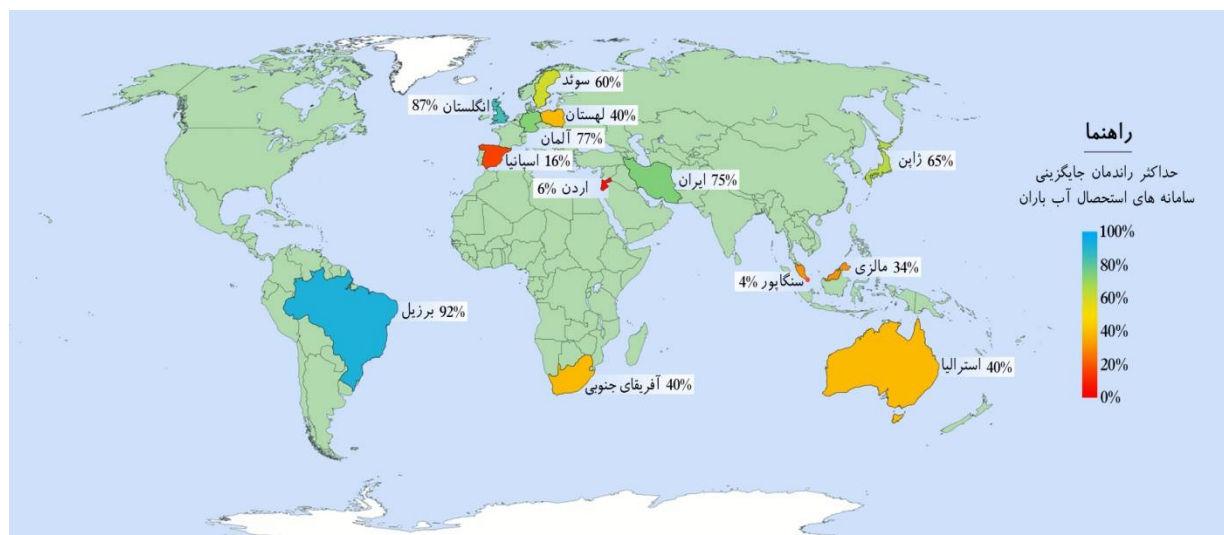 سوئد 60%
انگلستان 87%
لهستان 40%
آلمان 77%
اسپانیا 16%
اردن 6%
ایران 75%
ژاپن 65%
مالزی 34%
سنگاپور 4%
برزیل 92%
آفریقای جنوبی 40%
استرالیا 40%
راهنما
حداکثر راندمان جایگزینی
سامانه های استحصال آب باران
100%
80%
60%
40%
20%
0%